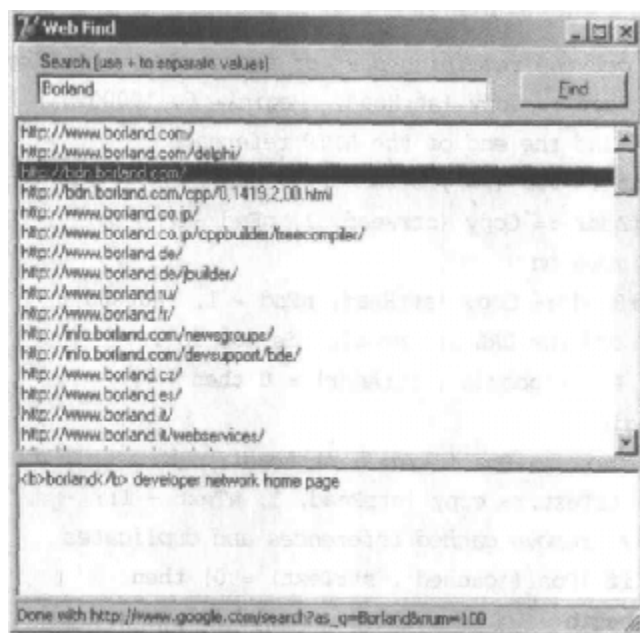 Web Find
Search (use + to separate values)
Borland
Find
http://www.borland.com/
http://www.borland.com/delphi/
http://bdn.borland.com/
http://bdn.borland.com/cpp/0,1419,2,00.html
http://www.borland.co.jp/
http://www.borland.co.jp/cppbuilder/freecompiler/
http://www.borland.de/
http://www.borland.de/jbuilder/
http://www.borland.ru/
http://www.borland.fr/
http://info.borland.com/newsgroups/
http://info.borland.com/devsupport/bde/
http://www.borland.cz/
http://www.borland.es/
http://www.borland.it/
http://www.borland.it/webservices/
<b>borland</b> developer network home page
Done with http://www.google.com/search?as_q=Borland&num=100